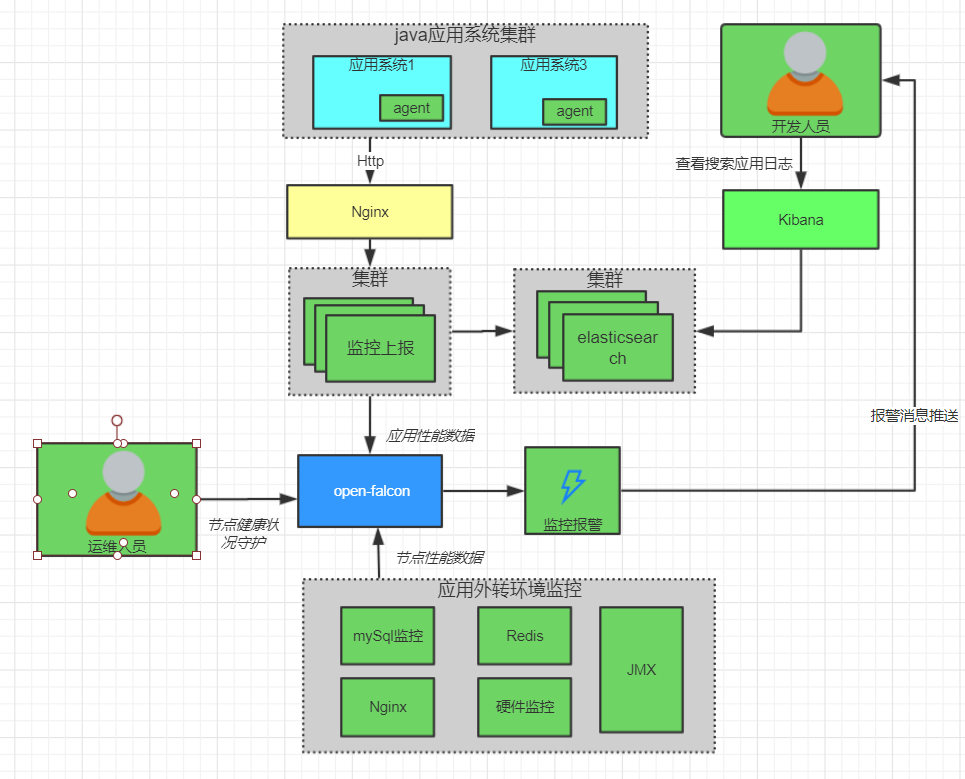 java应用系统集群
应用系统1
应用系统3
agent
agent
开发人员
Http
查看搜索应用日志
Nginx
Kibana
集群
集群
监控上报
elasticsear
ch
报警消息推送
应用性能数据
open-falcon
监控报警
运维人员
节点健康状
况守护
节点性能数据
应用外转环境监控
mySql监控
Redis
JMX
Nginx
硬件监控